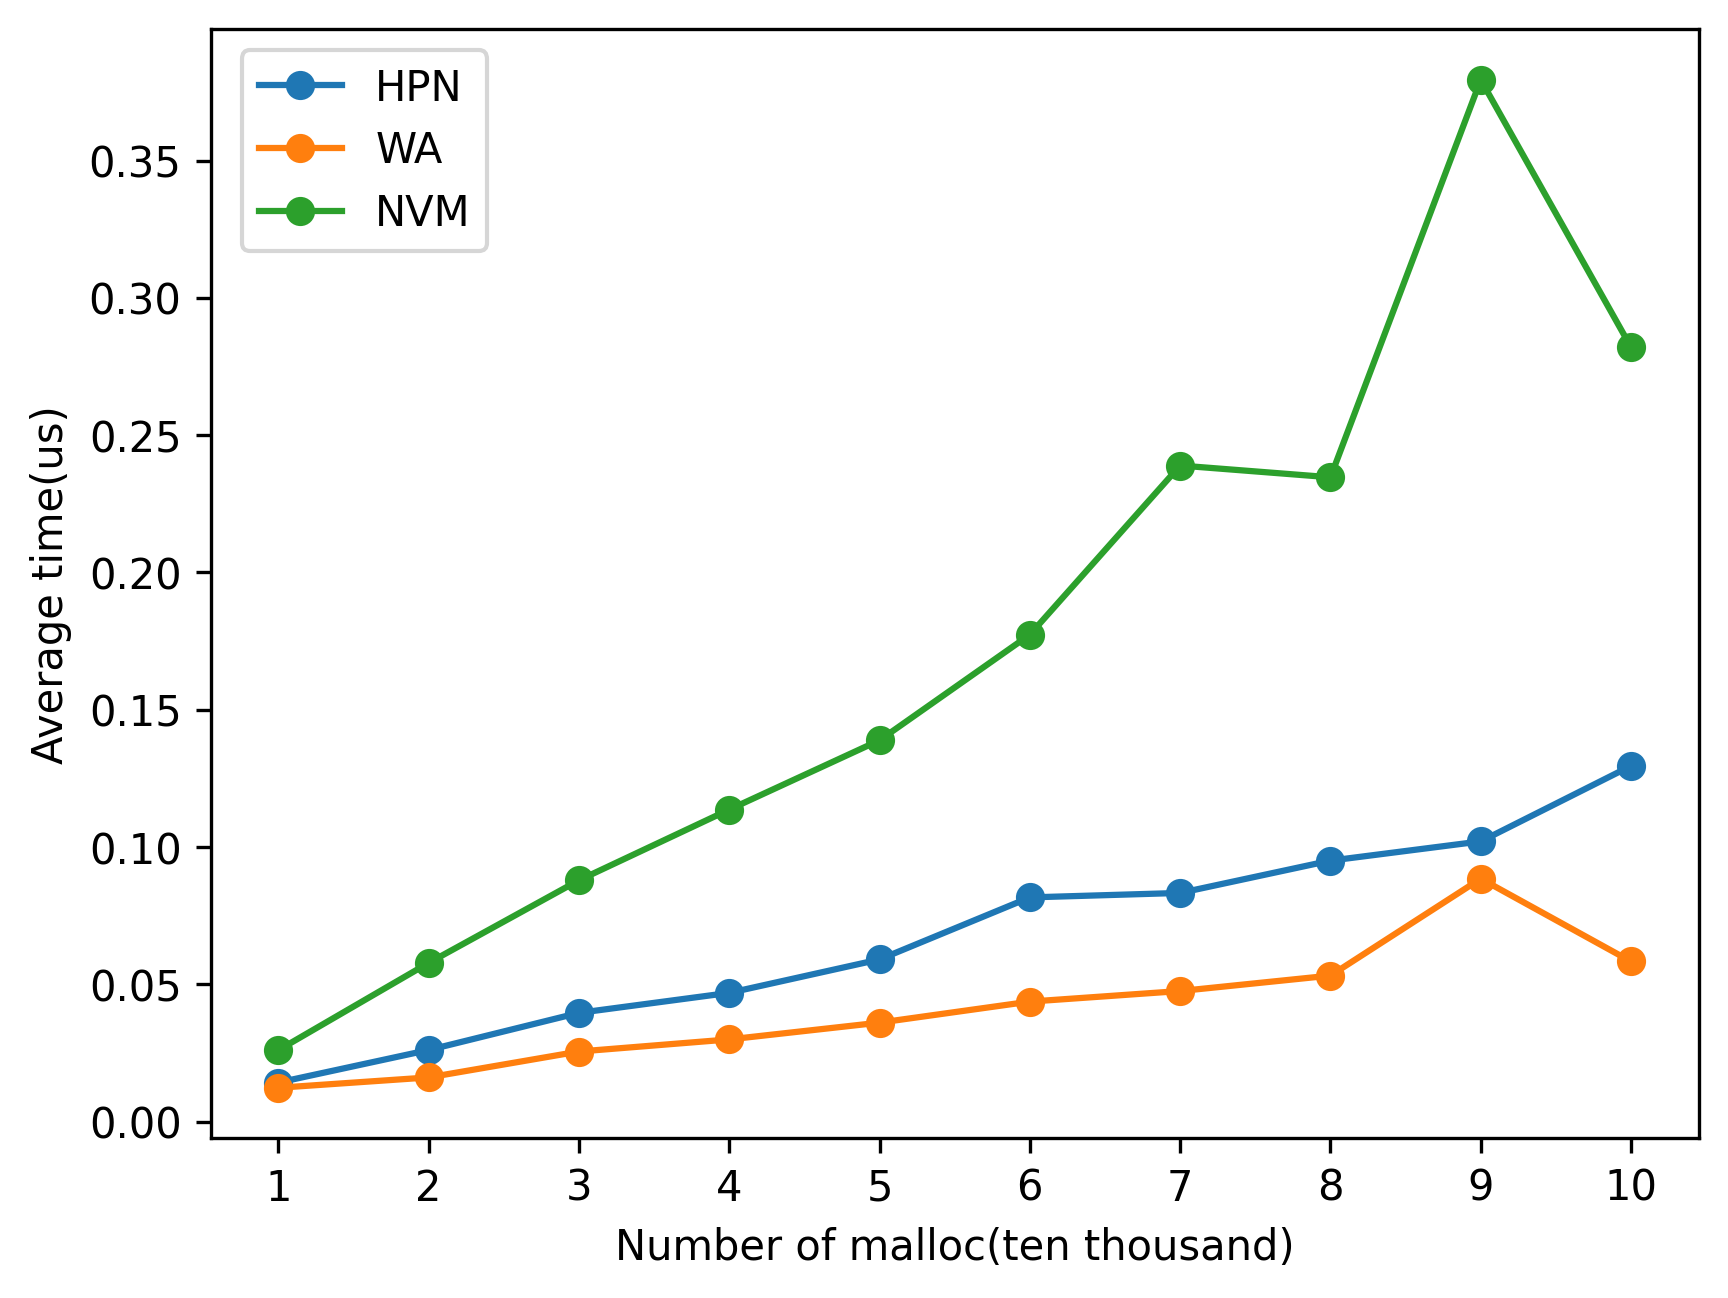 HPN
WA
NVM
0.35
0.30
0.25
0.20
0.15
0.10
0.05
0.00
Average time(us)
1 2 3 4 5 6 7 8 9 10
Number of malloc(ten thousand)